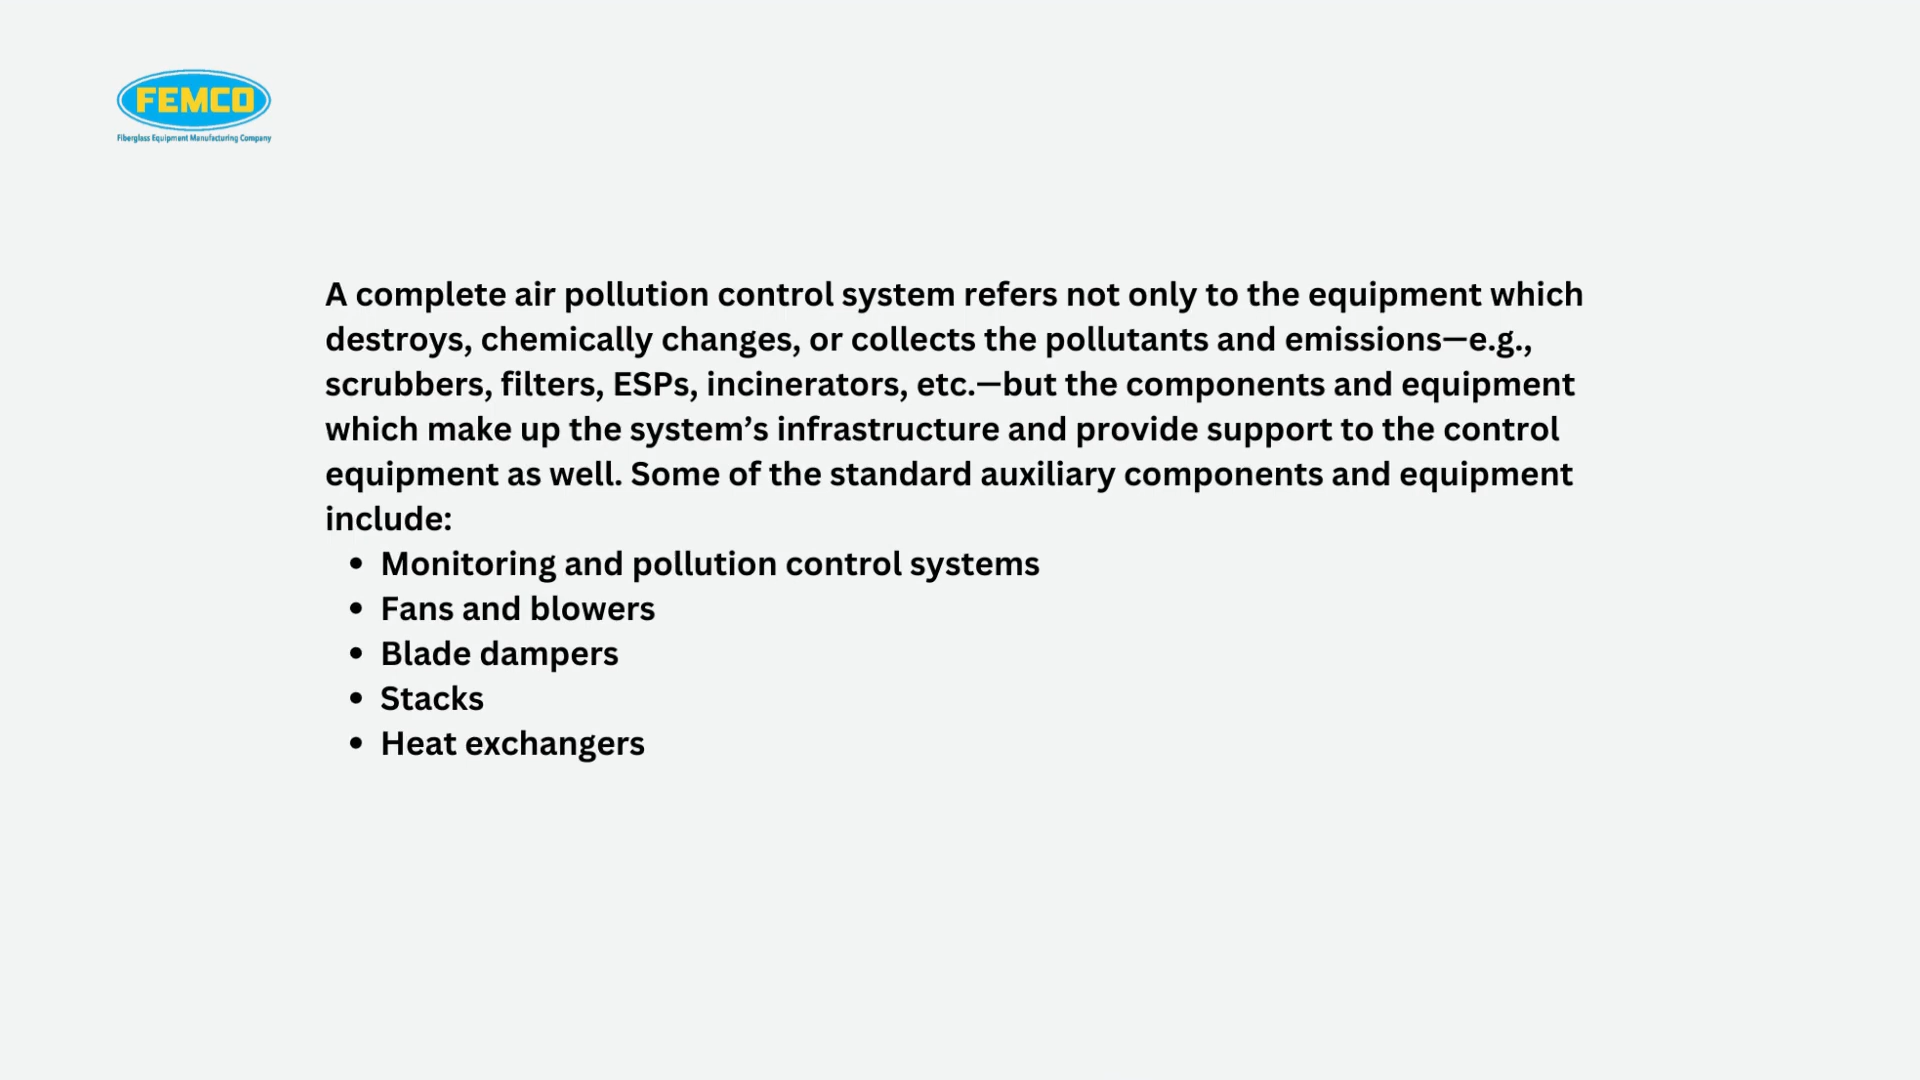 FEMCO
Fiberglass Equipment Manufacturing Company
A complete air pollution control system refers not only to the equipment which
destroys, chemically changes, or collects the pollutants and emissions—e.g.,
scrubbers, filters, ESPs, incinerators, etc.—but the components and equipment
which make up the system’s infrastructure and provide support to the control
equipment as well. Some of the standard auxiliary components and equipment
include:
• Monitoring and pollution control systems
• Fans and blowers
• Blade dampers
• Stacks
• Heat exchangers